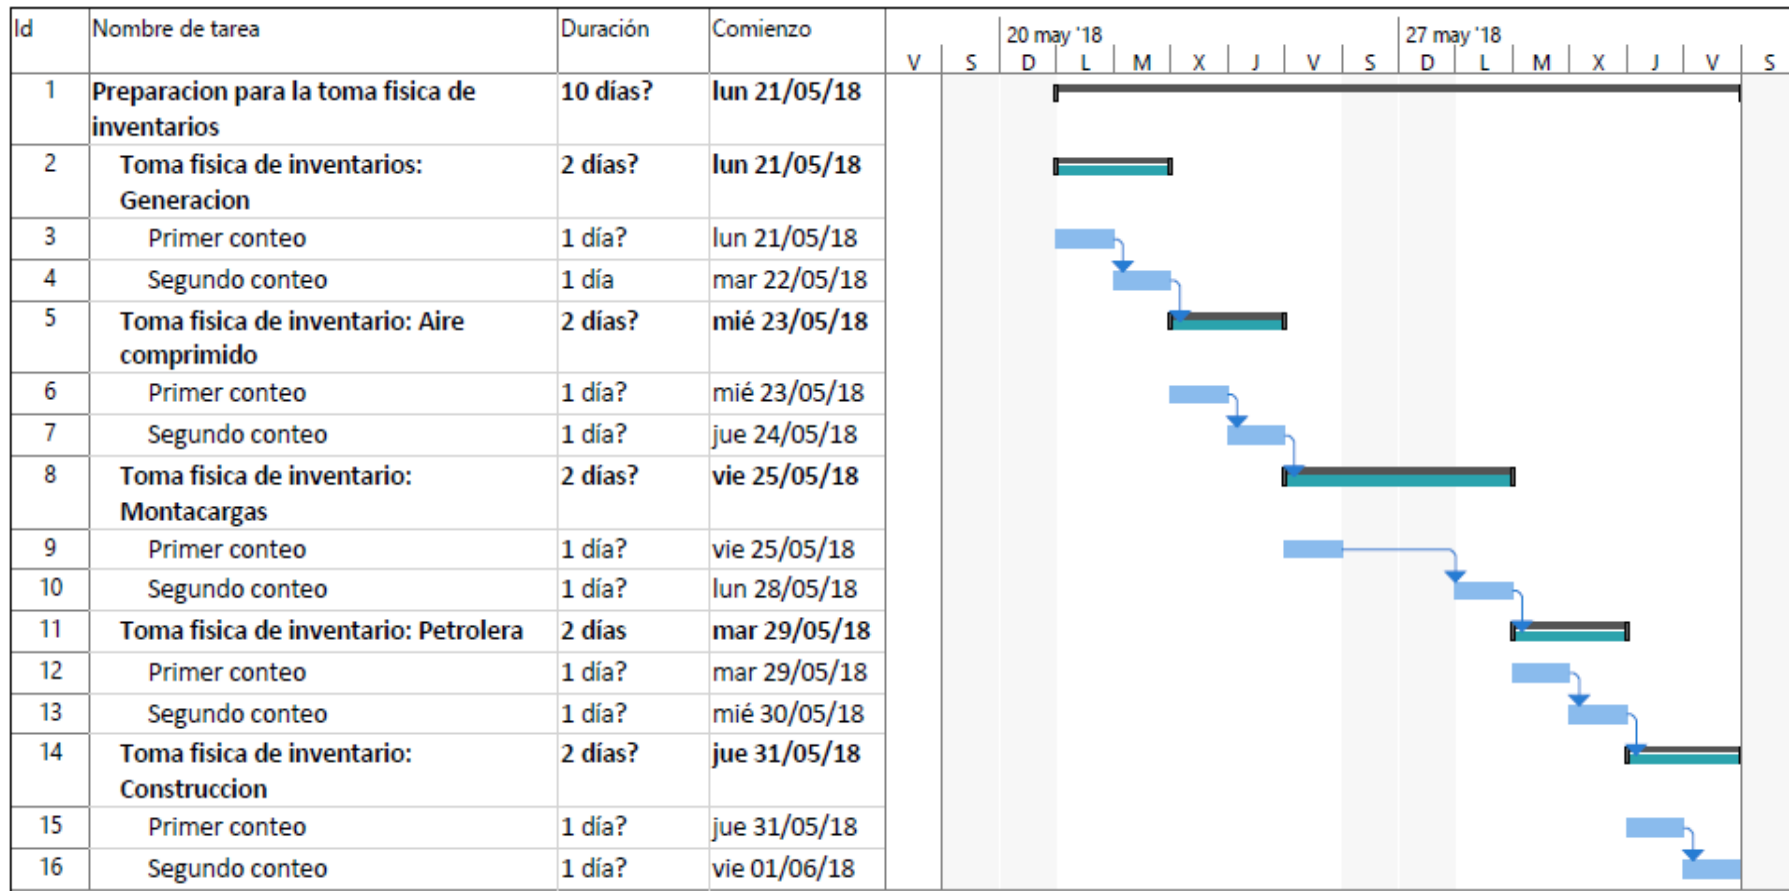 Id Nombre de tarea Duración Comienzo 20 may '18 27 may '18
V S D L M X J V S D L M X J V S
1 Preparacion para la toma fisica de 10 días? lun 21/05/18
inventarios
2 Toma fisica de inventarios: 2 días? lun 21/05/18
Generacion
3 Primer conteo 1 día? lun 21/05/18
4 Segundo conteo 1 día mar 22/05/18
5 Toma fisica de inventario: Aire 2 días? mié 23/05/18
comprimido
6 Primer conteo 1 día? mié 23/05/18
7 Segundo conteo 1 día? jue 24/05/18
8 Toma fisica de inventario: 2 días? vie 25/05/18
Montacargas
9 Primer conteo 1 día? vie 25/05/18
10 Segundo conteo 1 día? lun 28/05/18
11 Toma fisica de inventario: Petrolera 2 días mar 29/05/18
12 Primer conteo 1 día? mar 29/05/18
13 Segundo conteo 1 día? mié 30/05/18
14 Toma fisica de inventario: 2 días? jue 31/05/18
Construccion
15 Primer conteo 1 día? jue 31/05/18
16 Segundo conteo 1 día? vie 01/06/18